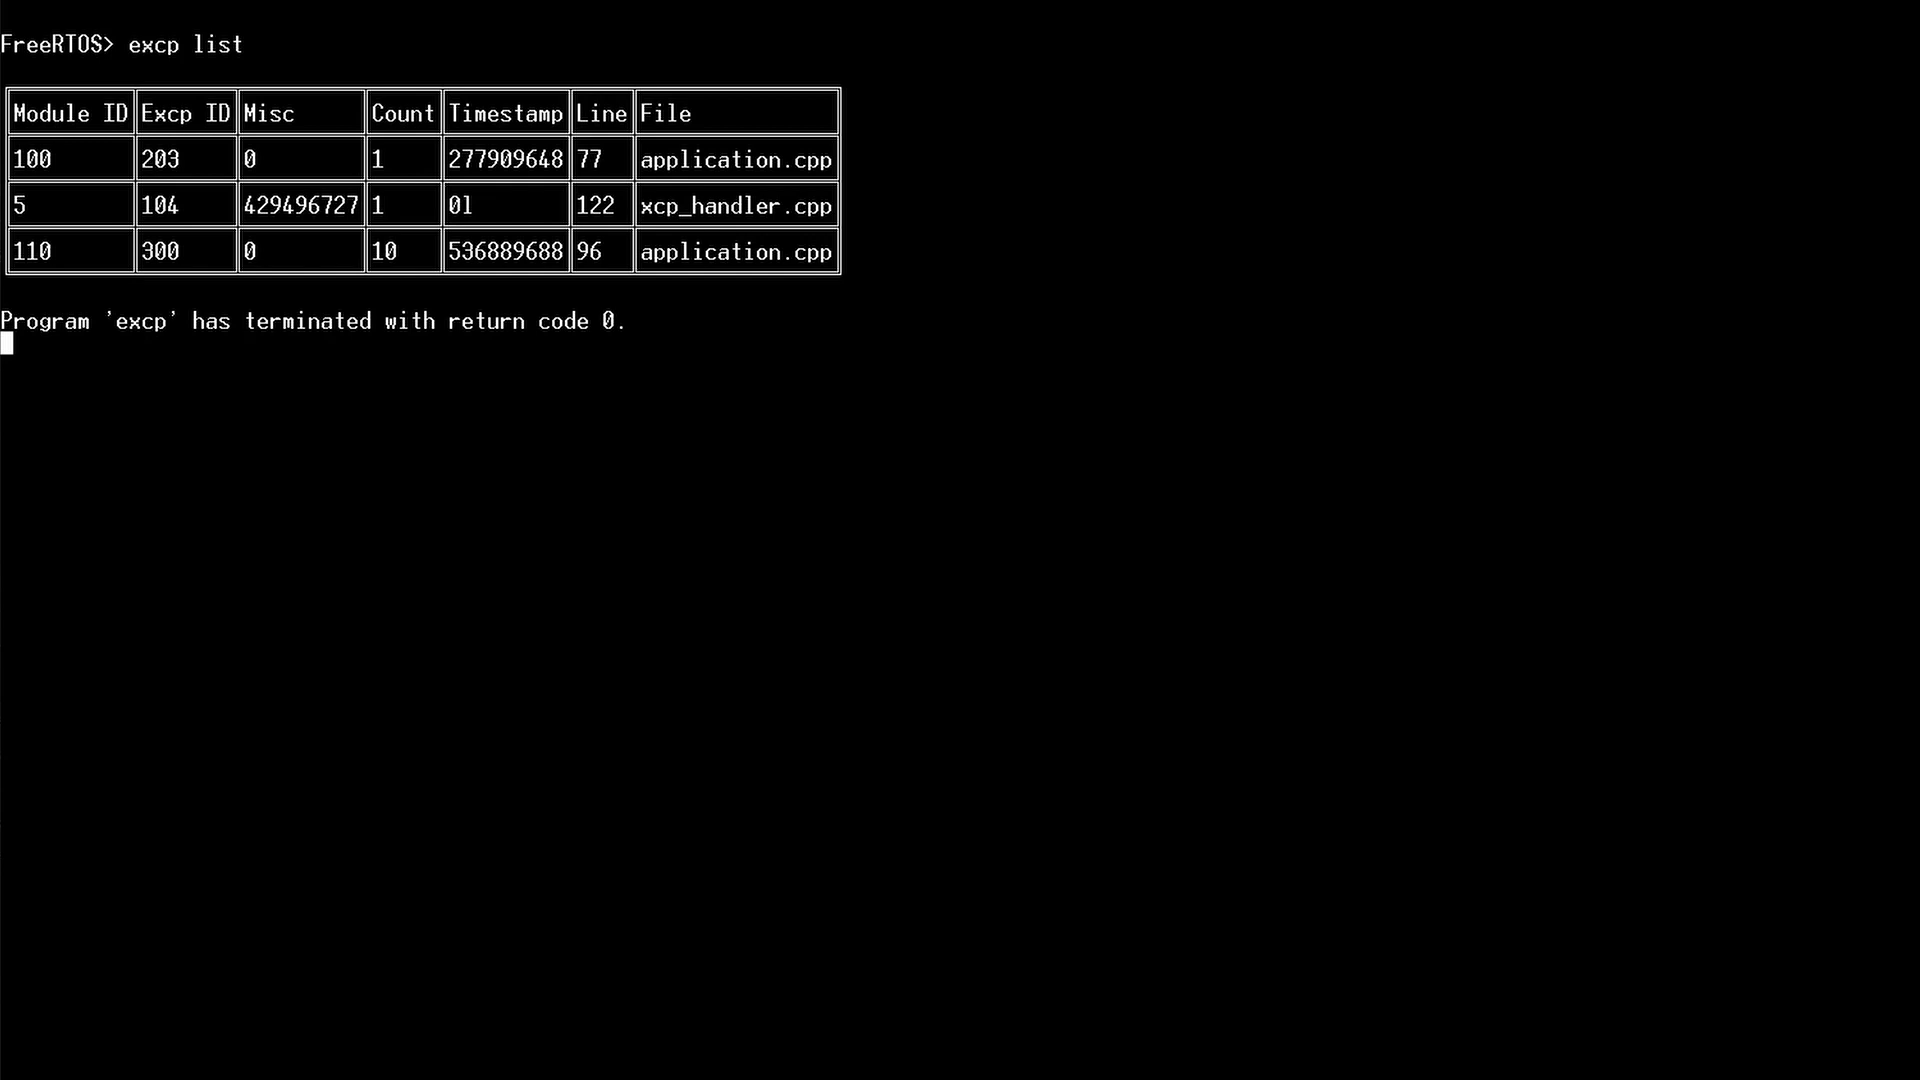 FreeRTOS> excp list
Module ID Excp ID Misc Count Timestamp Line File
100 203 0 1 277909648 77 application.cpp
5 104 429496727 1 0l 122 xcp_handler.cpp
110 300 0 10 536889688 96 application.cpp
Program 'excp' has terminated with return code 0.